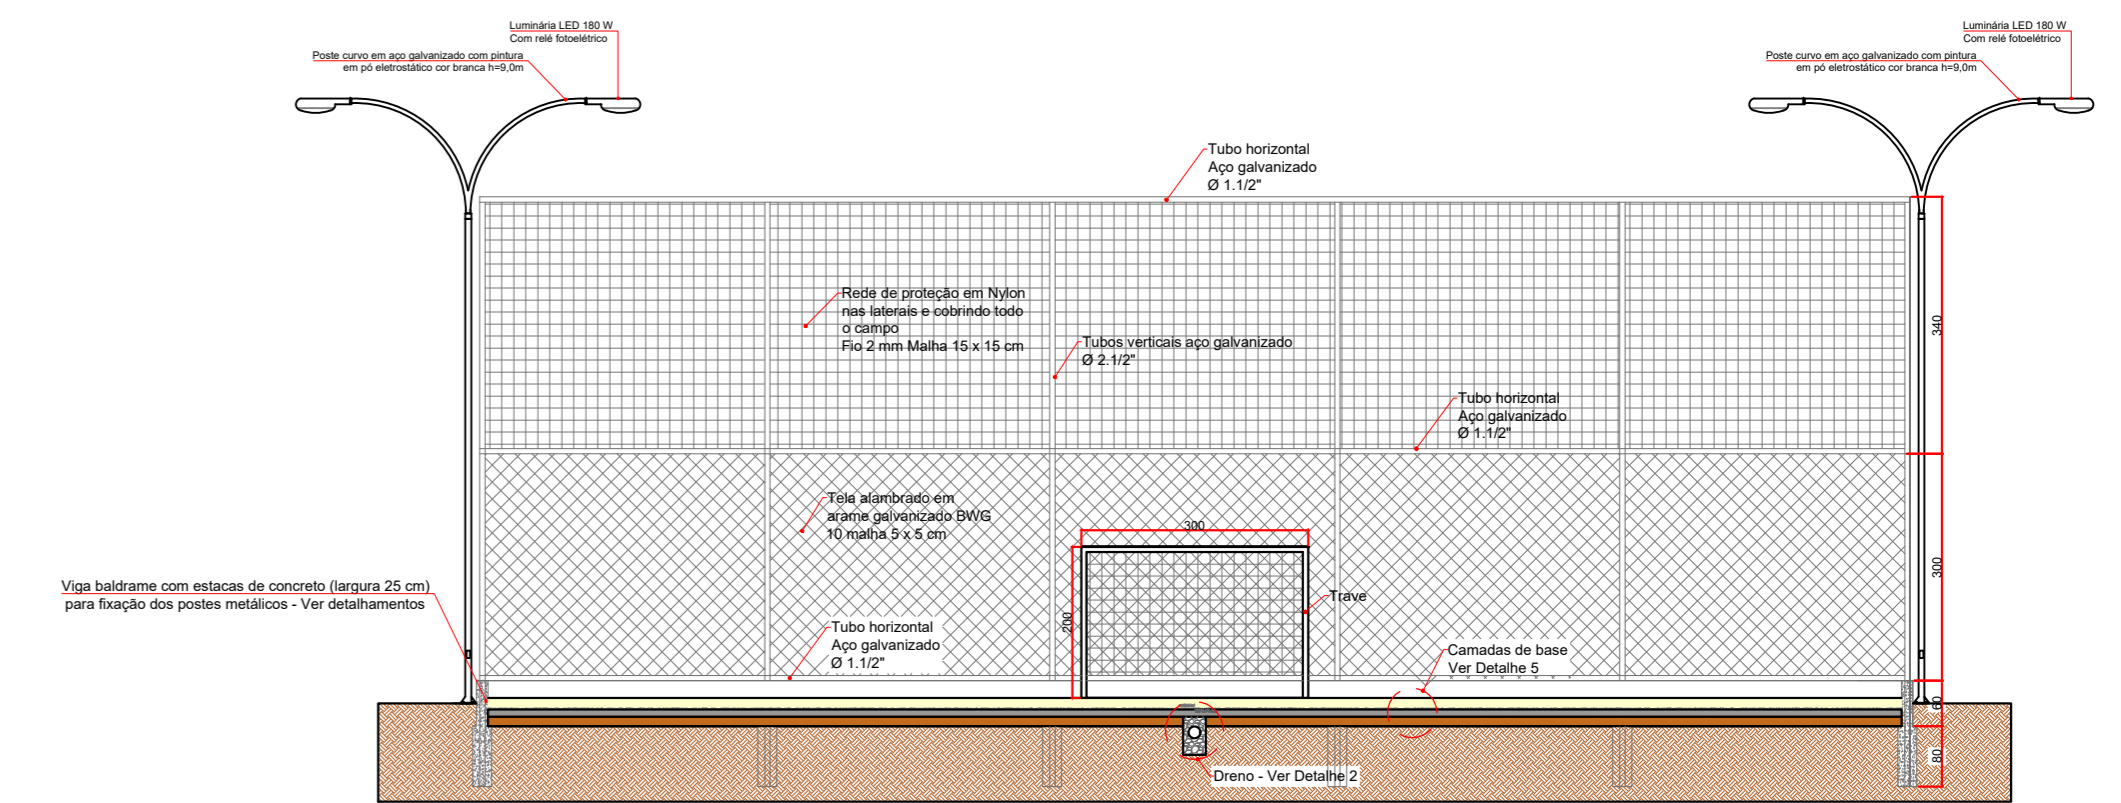 Luminária LED 180 W
Com relé fotoelétrico
Poste curvo em aço galvanizado com pintura
em pó eletrostático cor branca h=9,0m
Luminária LED 180 W
Com relé fotoelétrico
Poste curvo em aço galvanizado com pintura
em pó eletrostático cor branca h=9,0m
Tubo horizontal
Aço galvanizado
Ø 1.1/2"
Rede de proteção em Nylon
nas laterais e cobrindo todo
o campo
Fio 2 mm Malha 15 x 15 cm
Tubos verticais aço galvanizado
Ø 2.1/2"
340
Tubo horizontal
Aço galvanizado
Ø 1.1/2"
Tela alambrado em
arame galvanizado BWG
10 malha 5 x 5 cm
300
300
200
Trave
Viga baldrame com estacas de concreto (largura 25 cm)
para fixação dos postes metálicos - Ver detalhamentos
Tubo horizontal
Aço galvanizado
Ø 1.1/2"
Camadas de base
Ver Detalhe 5
60
80
Dreno - Ver Detalhe 2